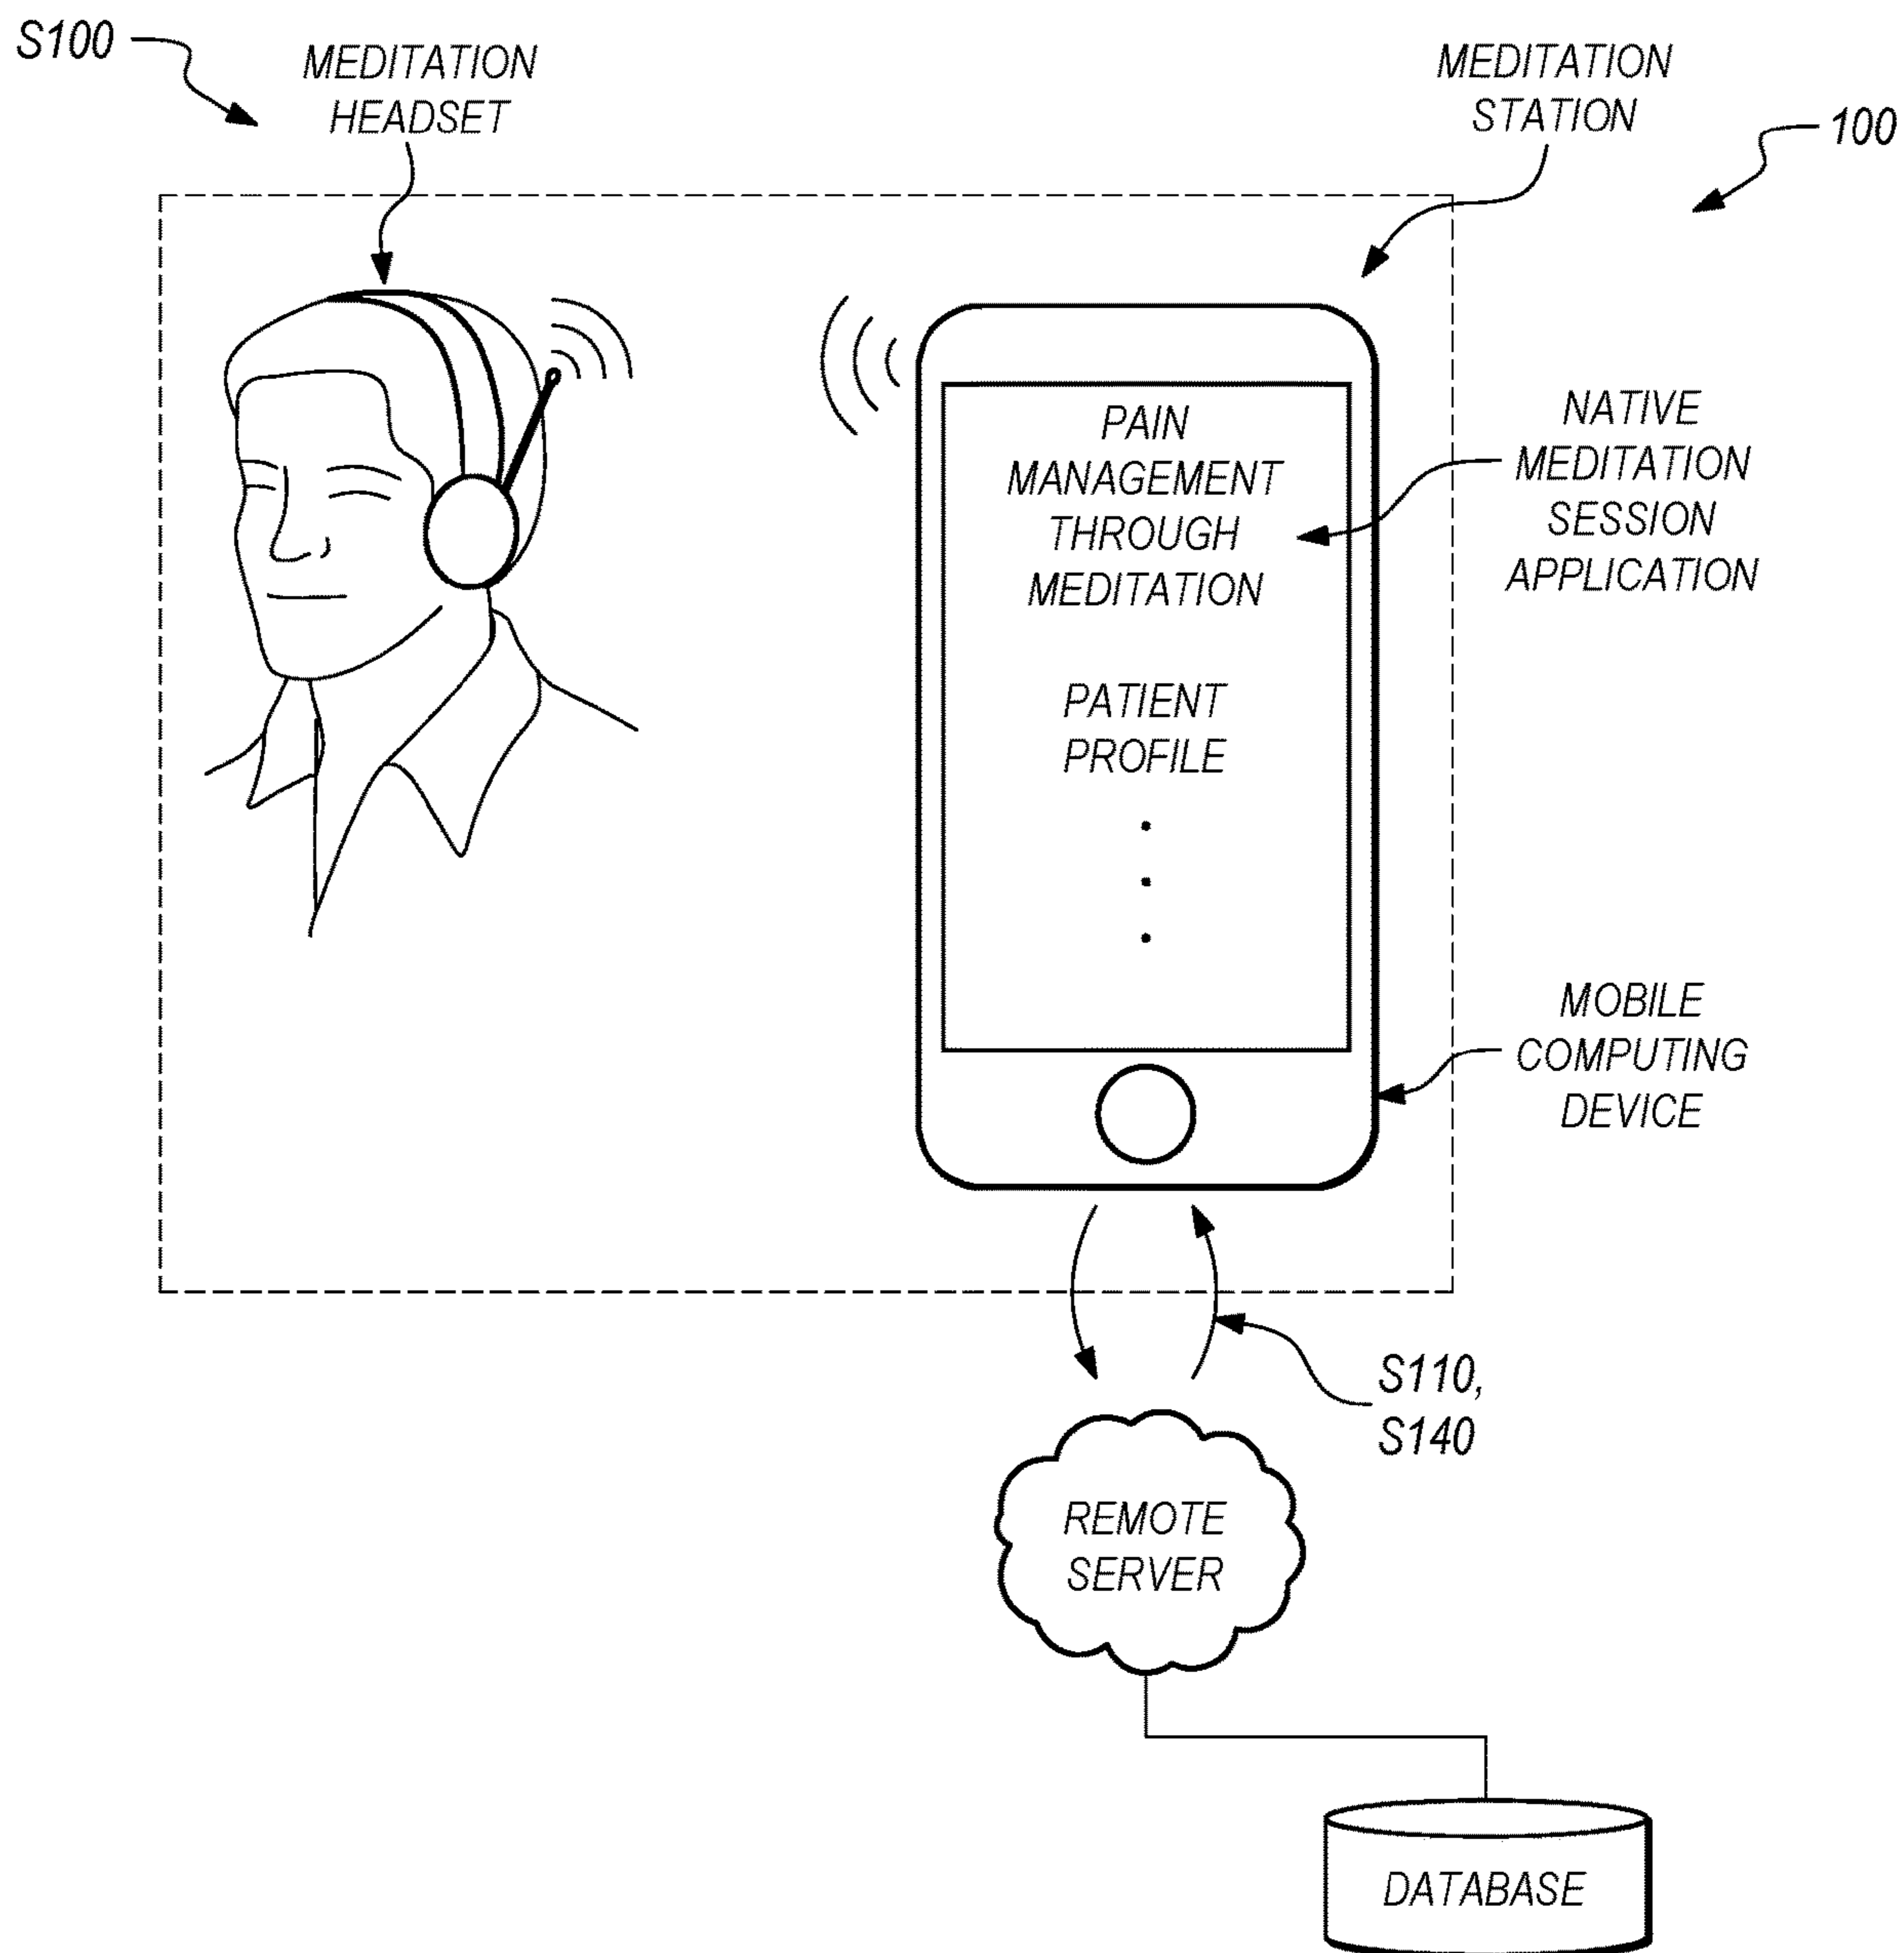 S100
MEDITATION
HEADSET
MEDITATION
STATION
100
PAIN
MANAGEMENT
THROUGH
MEDITATION
PATIENT
PROFILE
NATIVE
MEDITATION
SESSION
APPLICATION
MOBILE
COMPUTING
DEVICE
S110,
S140
REMOTE
SERVER
DATABASE